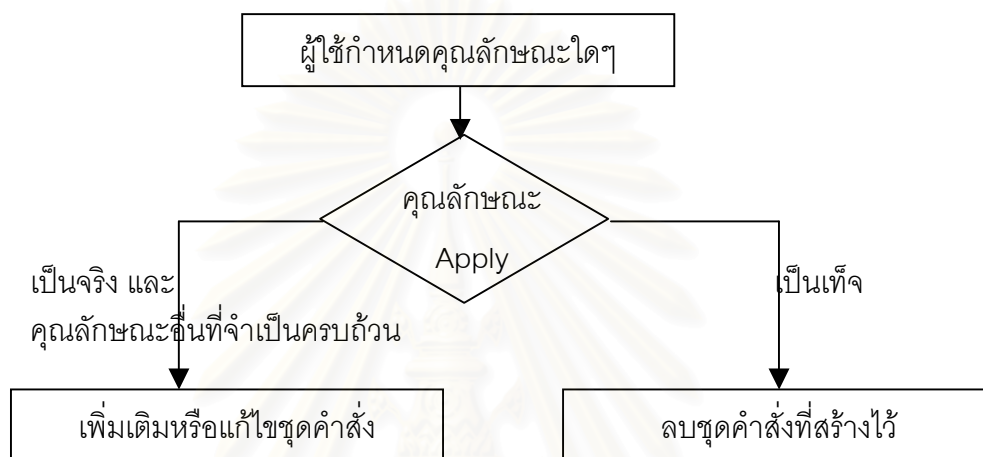 ผู้ใช้กำหนดคุณลักษณะใดๆ
คุณลักษณะ
Apply
เป็นจริง และ
คุณลักษณะอื่นที่จำเป็นครบถ้วน
เป็นเท็จ
เพิ่มเติมหรือแก้ไขชุดคำสั่ง
ลบชุดคำสั่งที่สร้างไว้